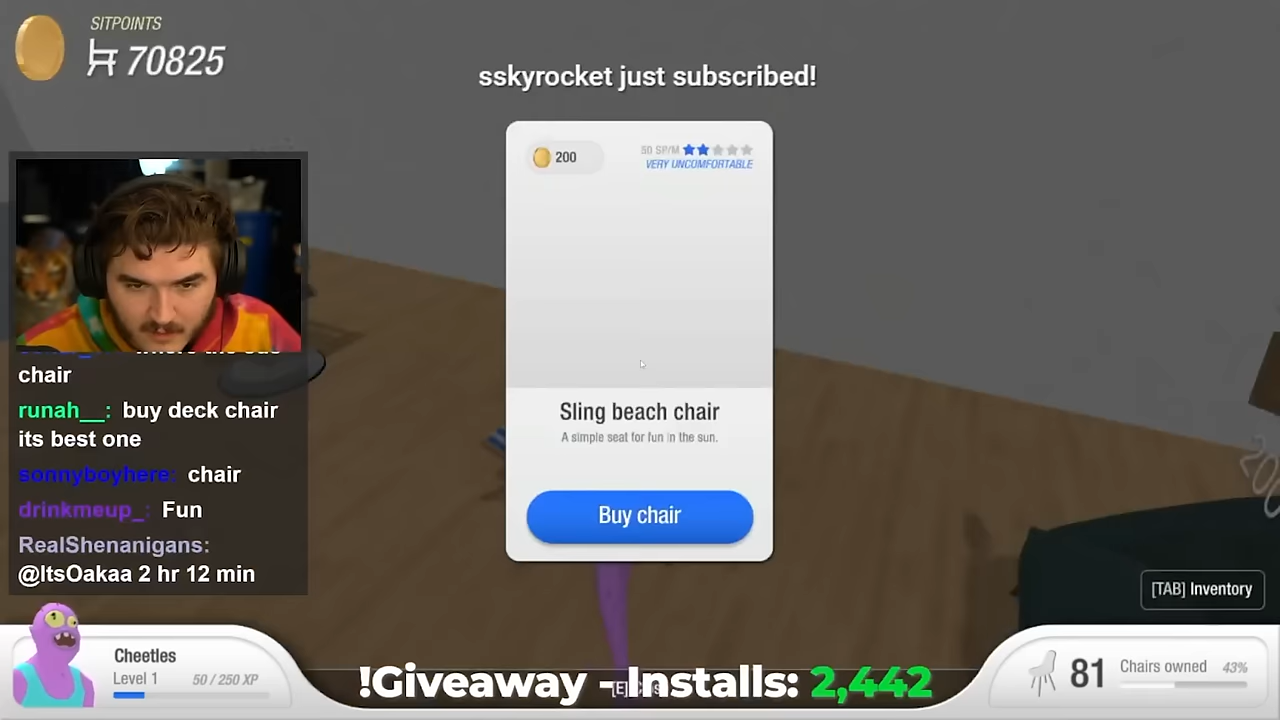 SITPOINTS
70825
sskyrocket just subscribed!
200
50 SP/M
VERY UNCOMFORTABLE
chair
runah__: buy deck chair
its best one
sonnyboyhere: chair
drinkmeup_: Fun
RealShenanigans:
@ItsOakaa 2 hr 12 min
Sling beach chair
A simple seat for fun in the sun.
Buy chair
[TAB] Inventory
Cheetles
Level 1
50 / 250 XP
!Giveaway - Installs: 2,442
81 Chairs owned 43%